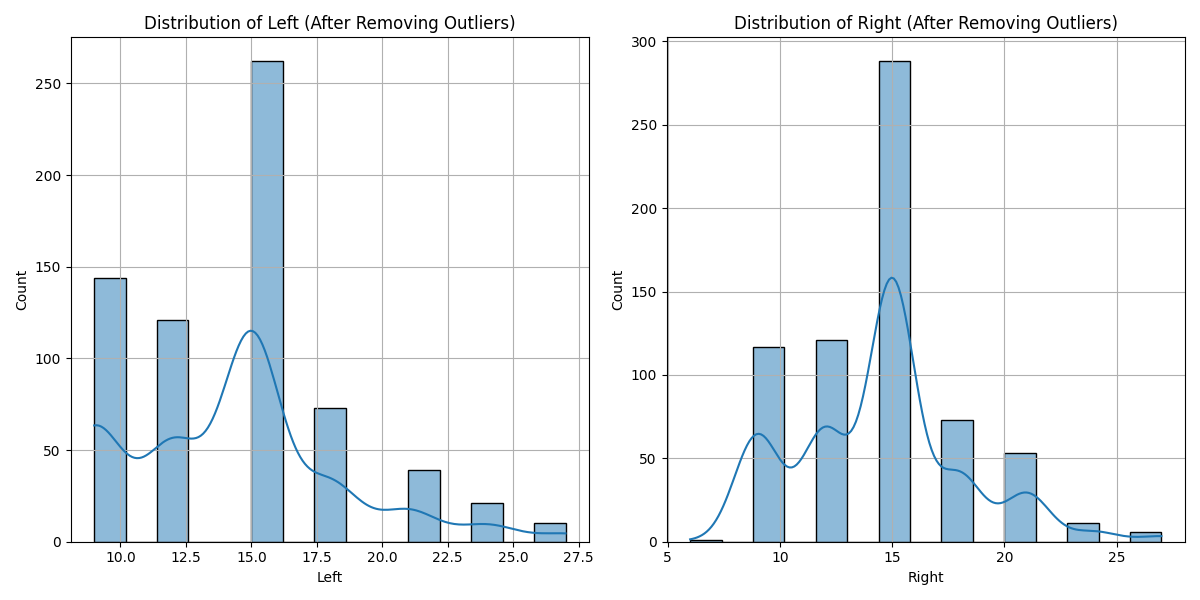 Distribution of Left (After Removing Outliers)
Count
250
200
150
100
50
0
10.0 12.5 15.0 17.5 20.0 22.5 25.0 27.5
Left
Distribution of Right (After Removing Outliers)
Count
300
250
200
150
100
50
0
5 10 15 20 25
Right